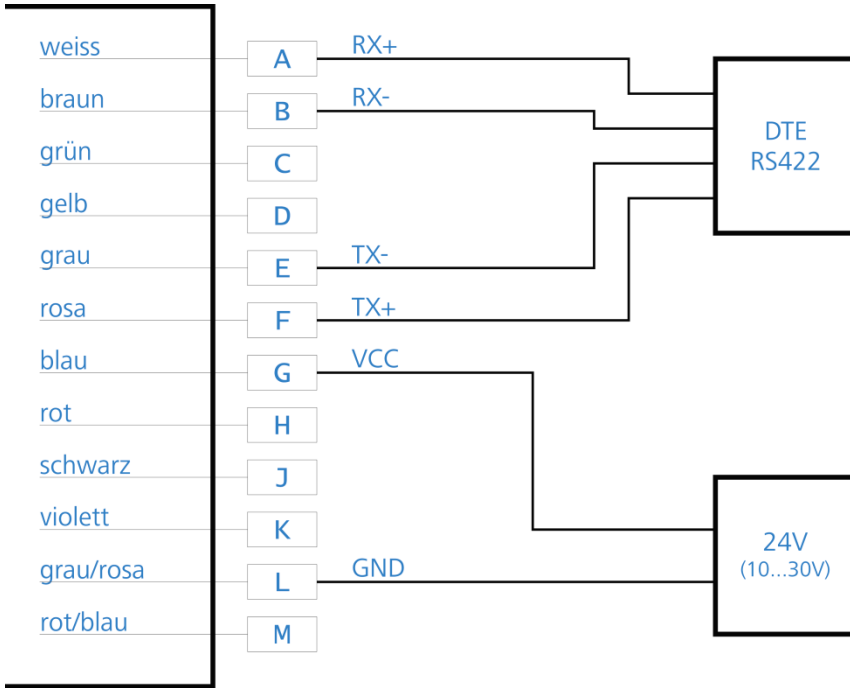 weiss A RX+
braun B RX-
grün C
gelb D
grau E TX-
rosa F TX+
blau G VCC
rot H
schwarz J
violett K
grau/rosa L GND
rot/blau M
DTE
RS422
24V
(10...30V)